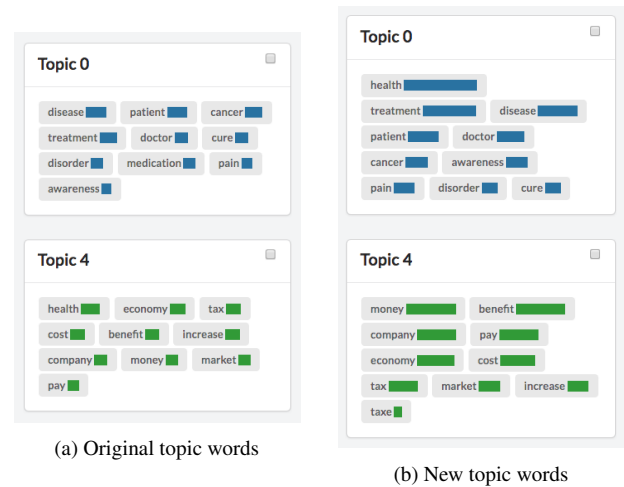 Topic 0
disease patient cancer
treatment doctor cure
disorder medication pain
awareness
Topic 4
health economy tax
cost benefit increase
company money market
pay
(a) Original topic words
Topic 0
health
treatment disease
patient doctor
cancer awareness
pain disorder cure
Topic 4
money benefit
company pay
economy cost
tax market increase
taxe
(b) New topic words